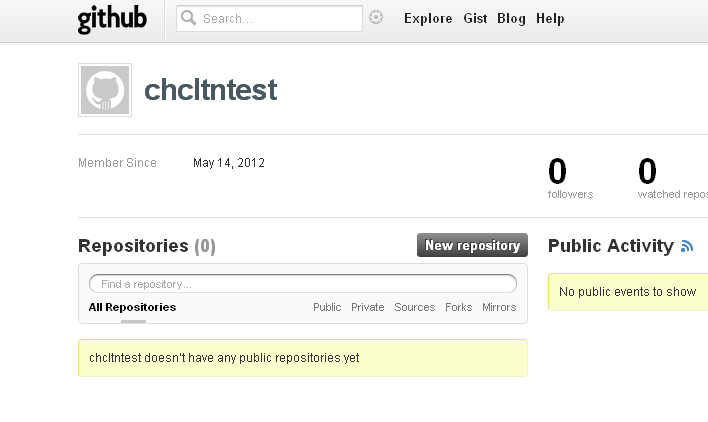 github Search... Explore Gist Blog Help
chcltntest
Member Since May 14, 2012
0 0
followers watched repos
Repositories (0) New repository Public Activity
Find a repository... No public events to show
All Repositories Public Private Sources Forks Mirrors
chcltntest doesn't have any public repositories yet